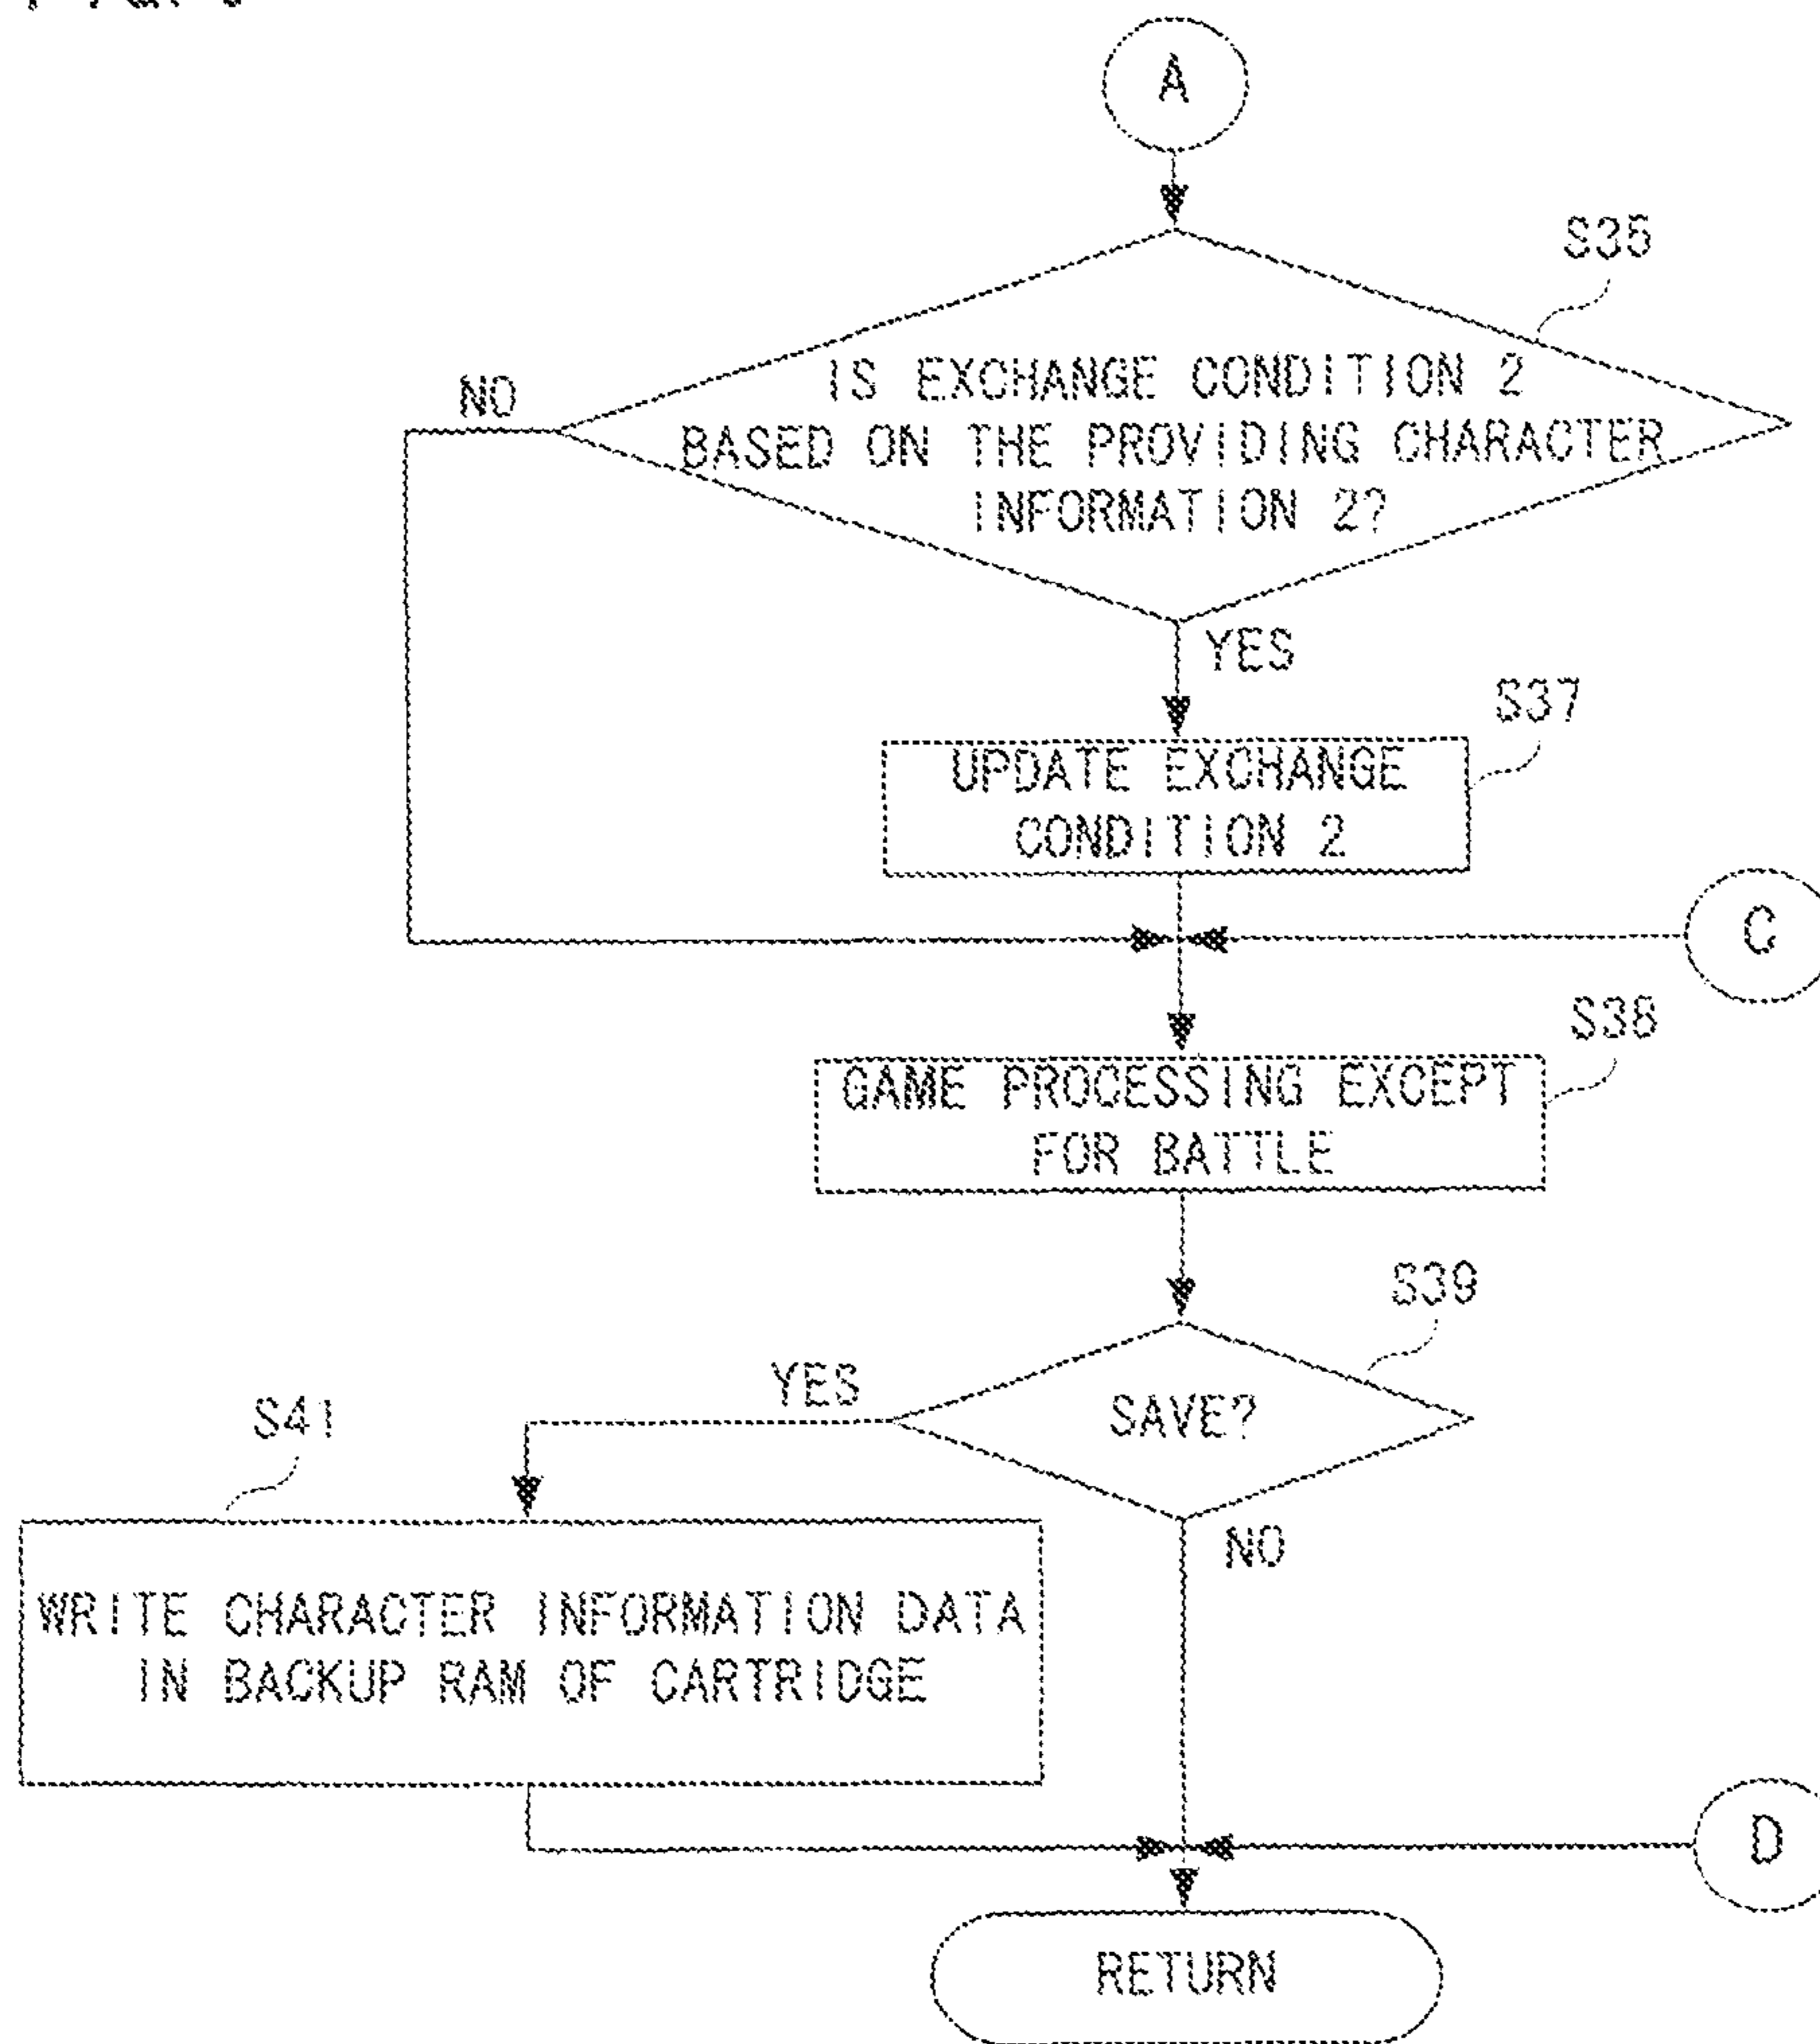 A
S35
IS EXCHANGE CONDITION 2
BASED ON THE PROVIDING CHARACTER
INFORMATION 2?
NO
YES
S37
UPDATE EXCHANGE
CONDITION 2
C
S38
GAME PROCESSING EXCEPT
FOR BATTLE
S39
SAVE?
YES
S41
NO
WRITE CHARACTER INFORMATION DATA
IN BACKUP RAM OF CARTRIDGE
D
RETURN